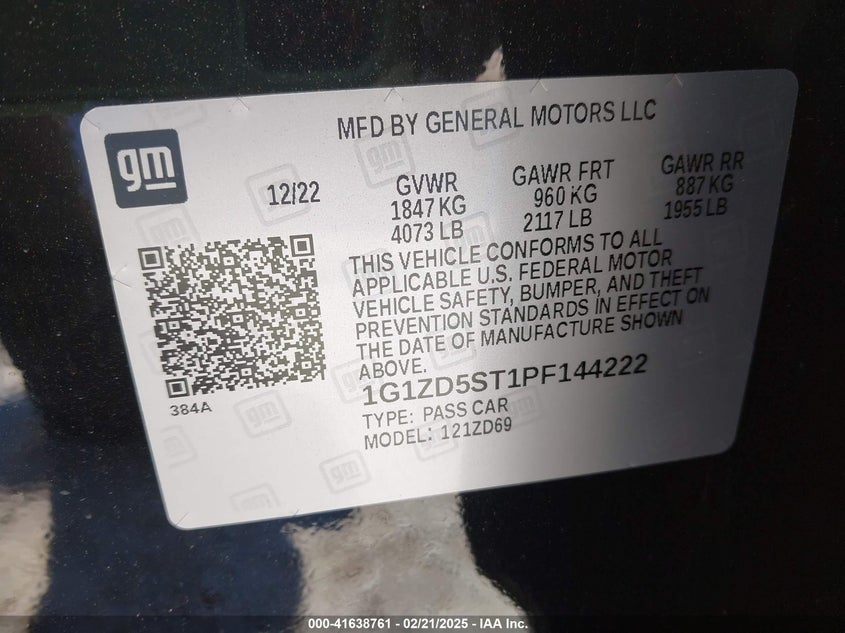 MFD BY GENERAL MOTORS LLC
gm
12/22
GVWR
1847 KG
4073 LB
GAWR FRT
960 KG
2117 LB
GAWR RR
887 KG
1955 LB
THIS VEHICLE CONFORMS TO ALL
APPLICABLE U.S. FEDERAL MOTOR
VEHICLE SAFETY, BUMPER, AND THEFT
PREVENTION STANDARDS IN EFFECT ON
THE DATE OF MANUFACTURE SHOWN
ABOVE.
384A
1G1ZD5ST1PF144222
TYPE: PASS CAR
MODEL: 121ZD69
000-41638761 - 02/21/2025 - IAA Inc.